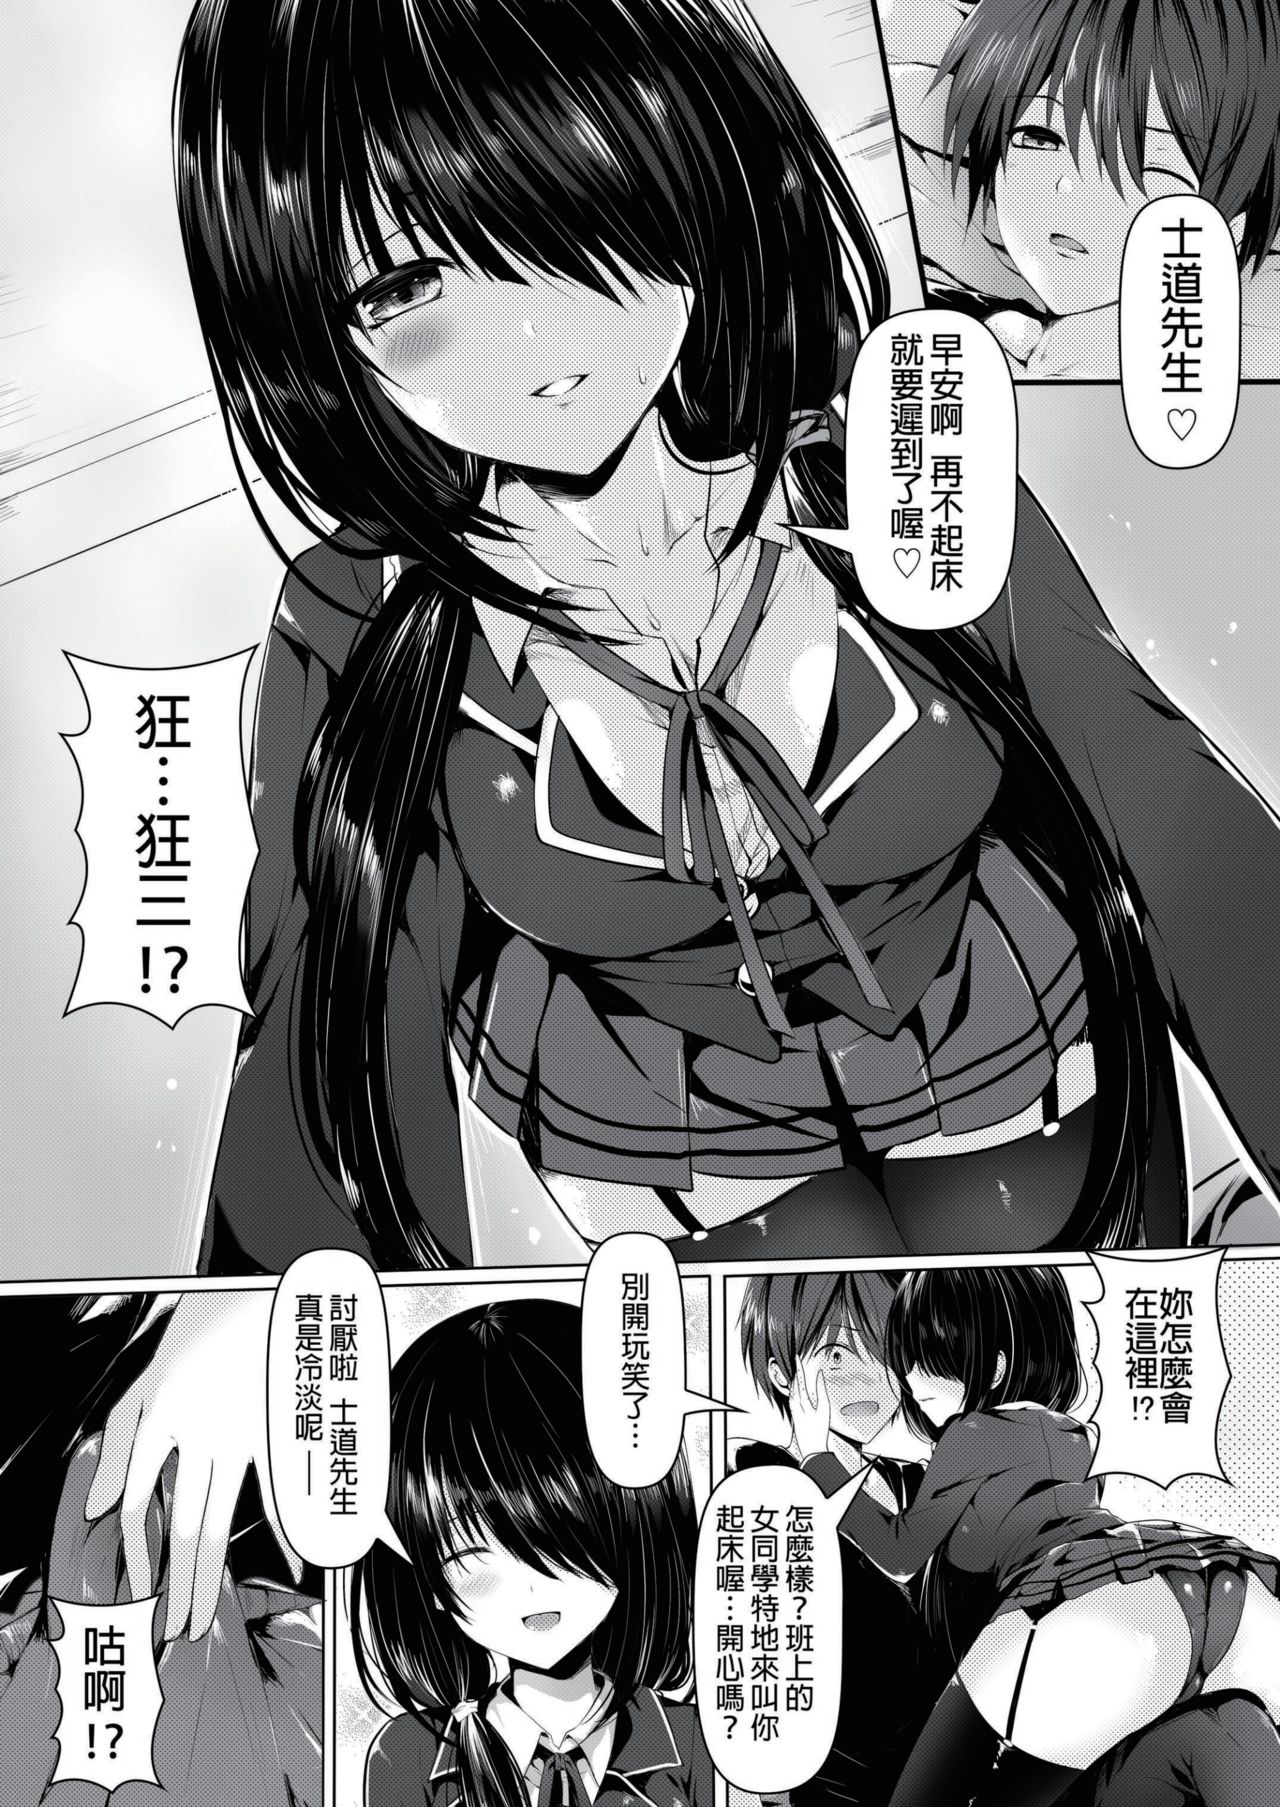 士道先生♡
早安啊 再不起床
就要遲到了喔♡
狂…狂三!?
妳怎麼會
在這裡!?
怎麼樣？班上的
女同學特地來叫你
起床喔…開心嗎？
別開玩笑了…
討厭啦 士道先生
真是冷淡呢——
咕啊!?